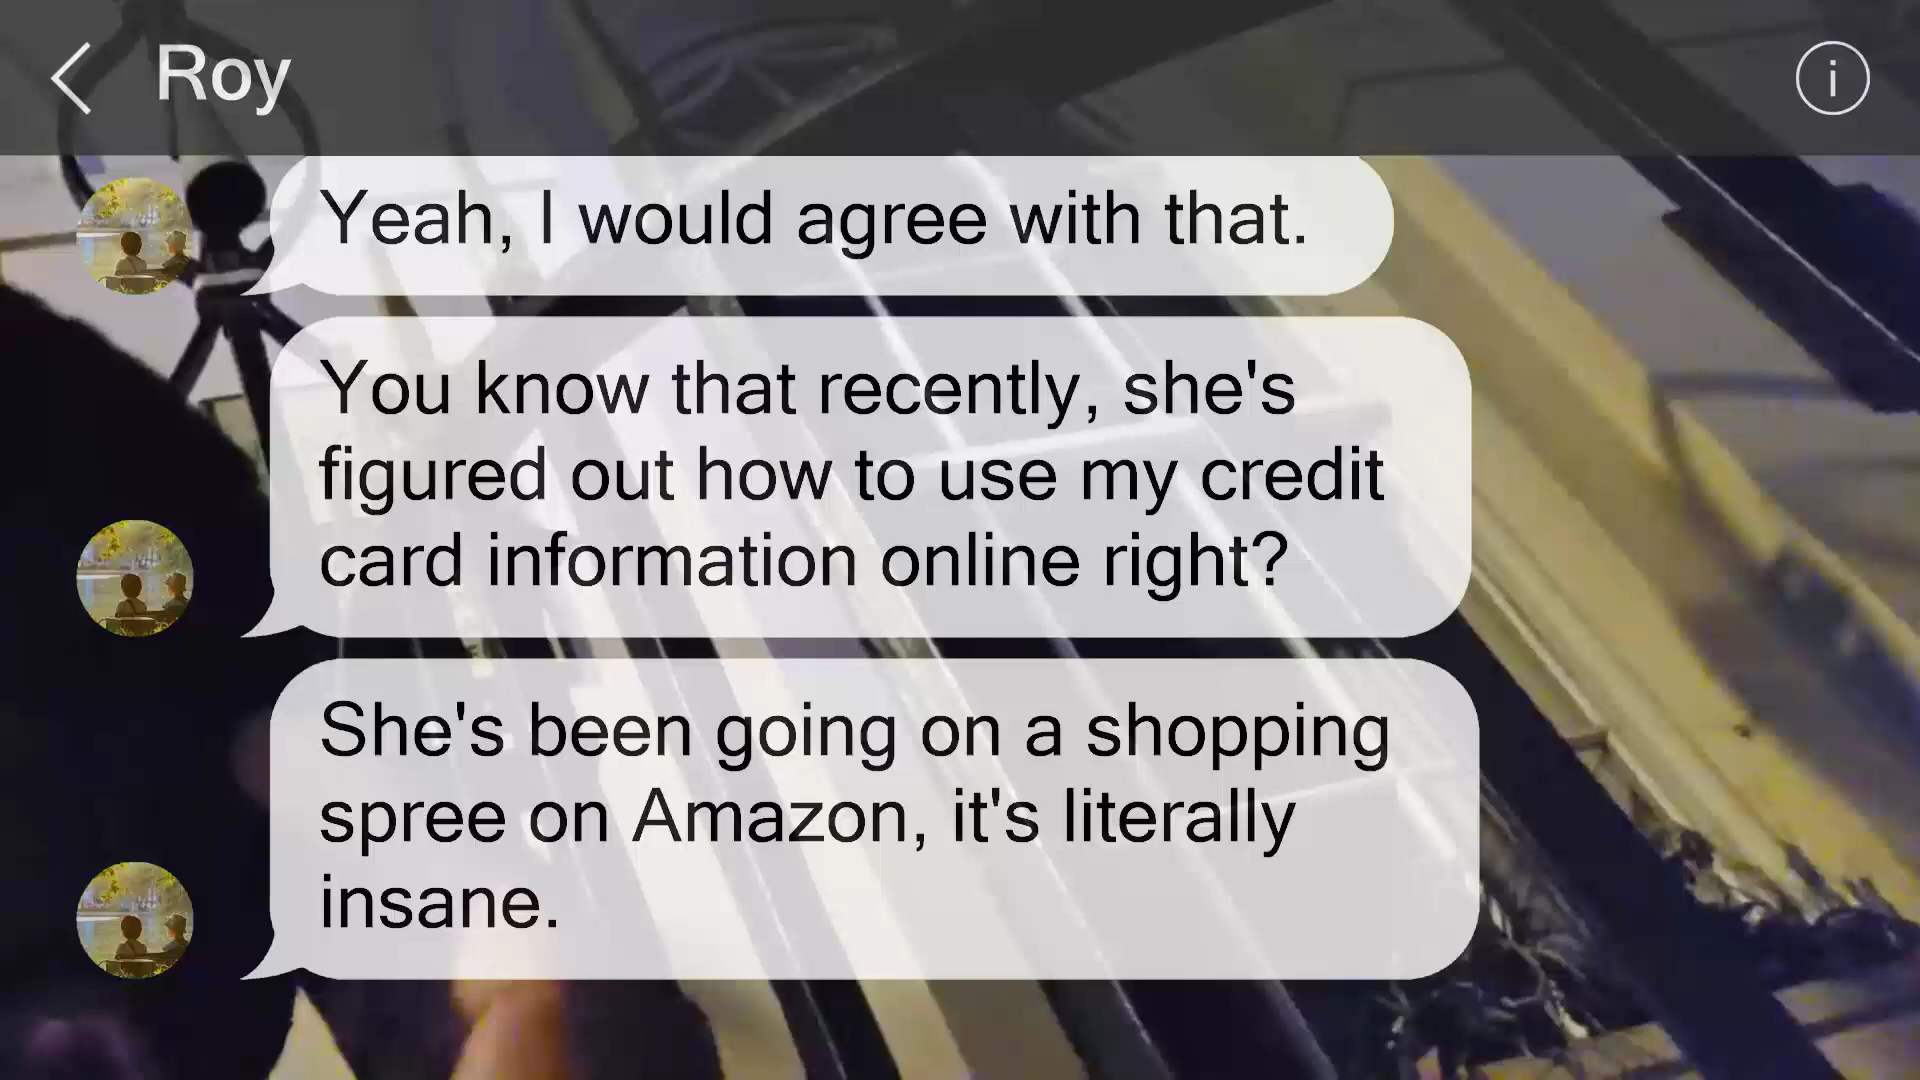 Roy
Yeah, I would agree with that.
You know that recently, she's
figured out how to use my credit
card information online right?
She's been going on a shopping
spree on Amazon, it's literally
insane.